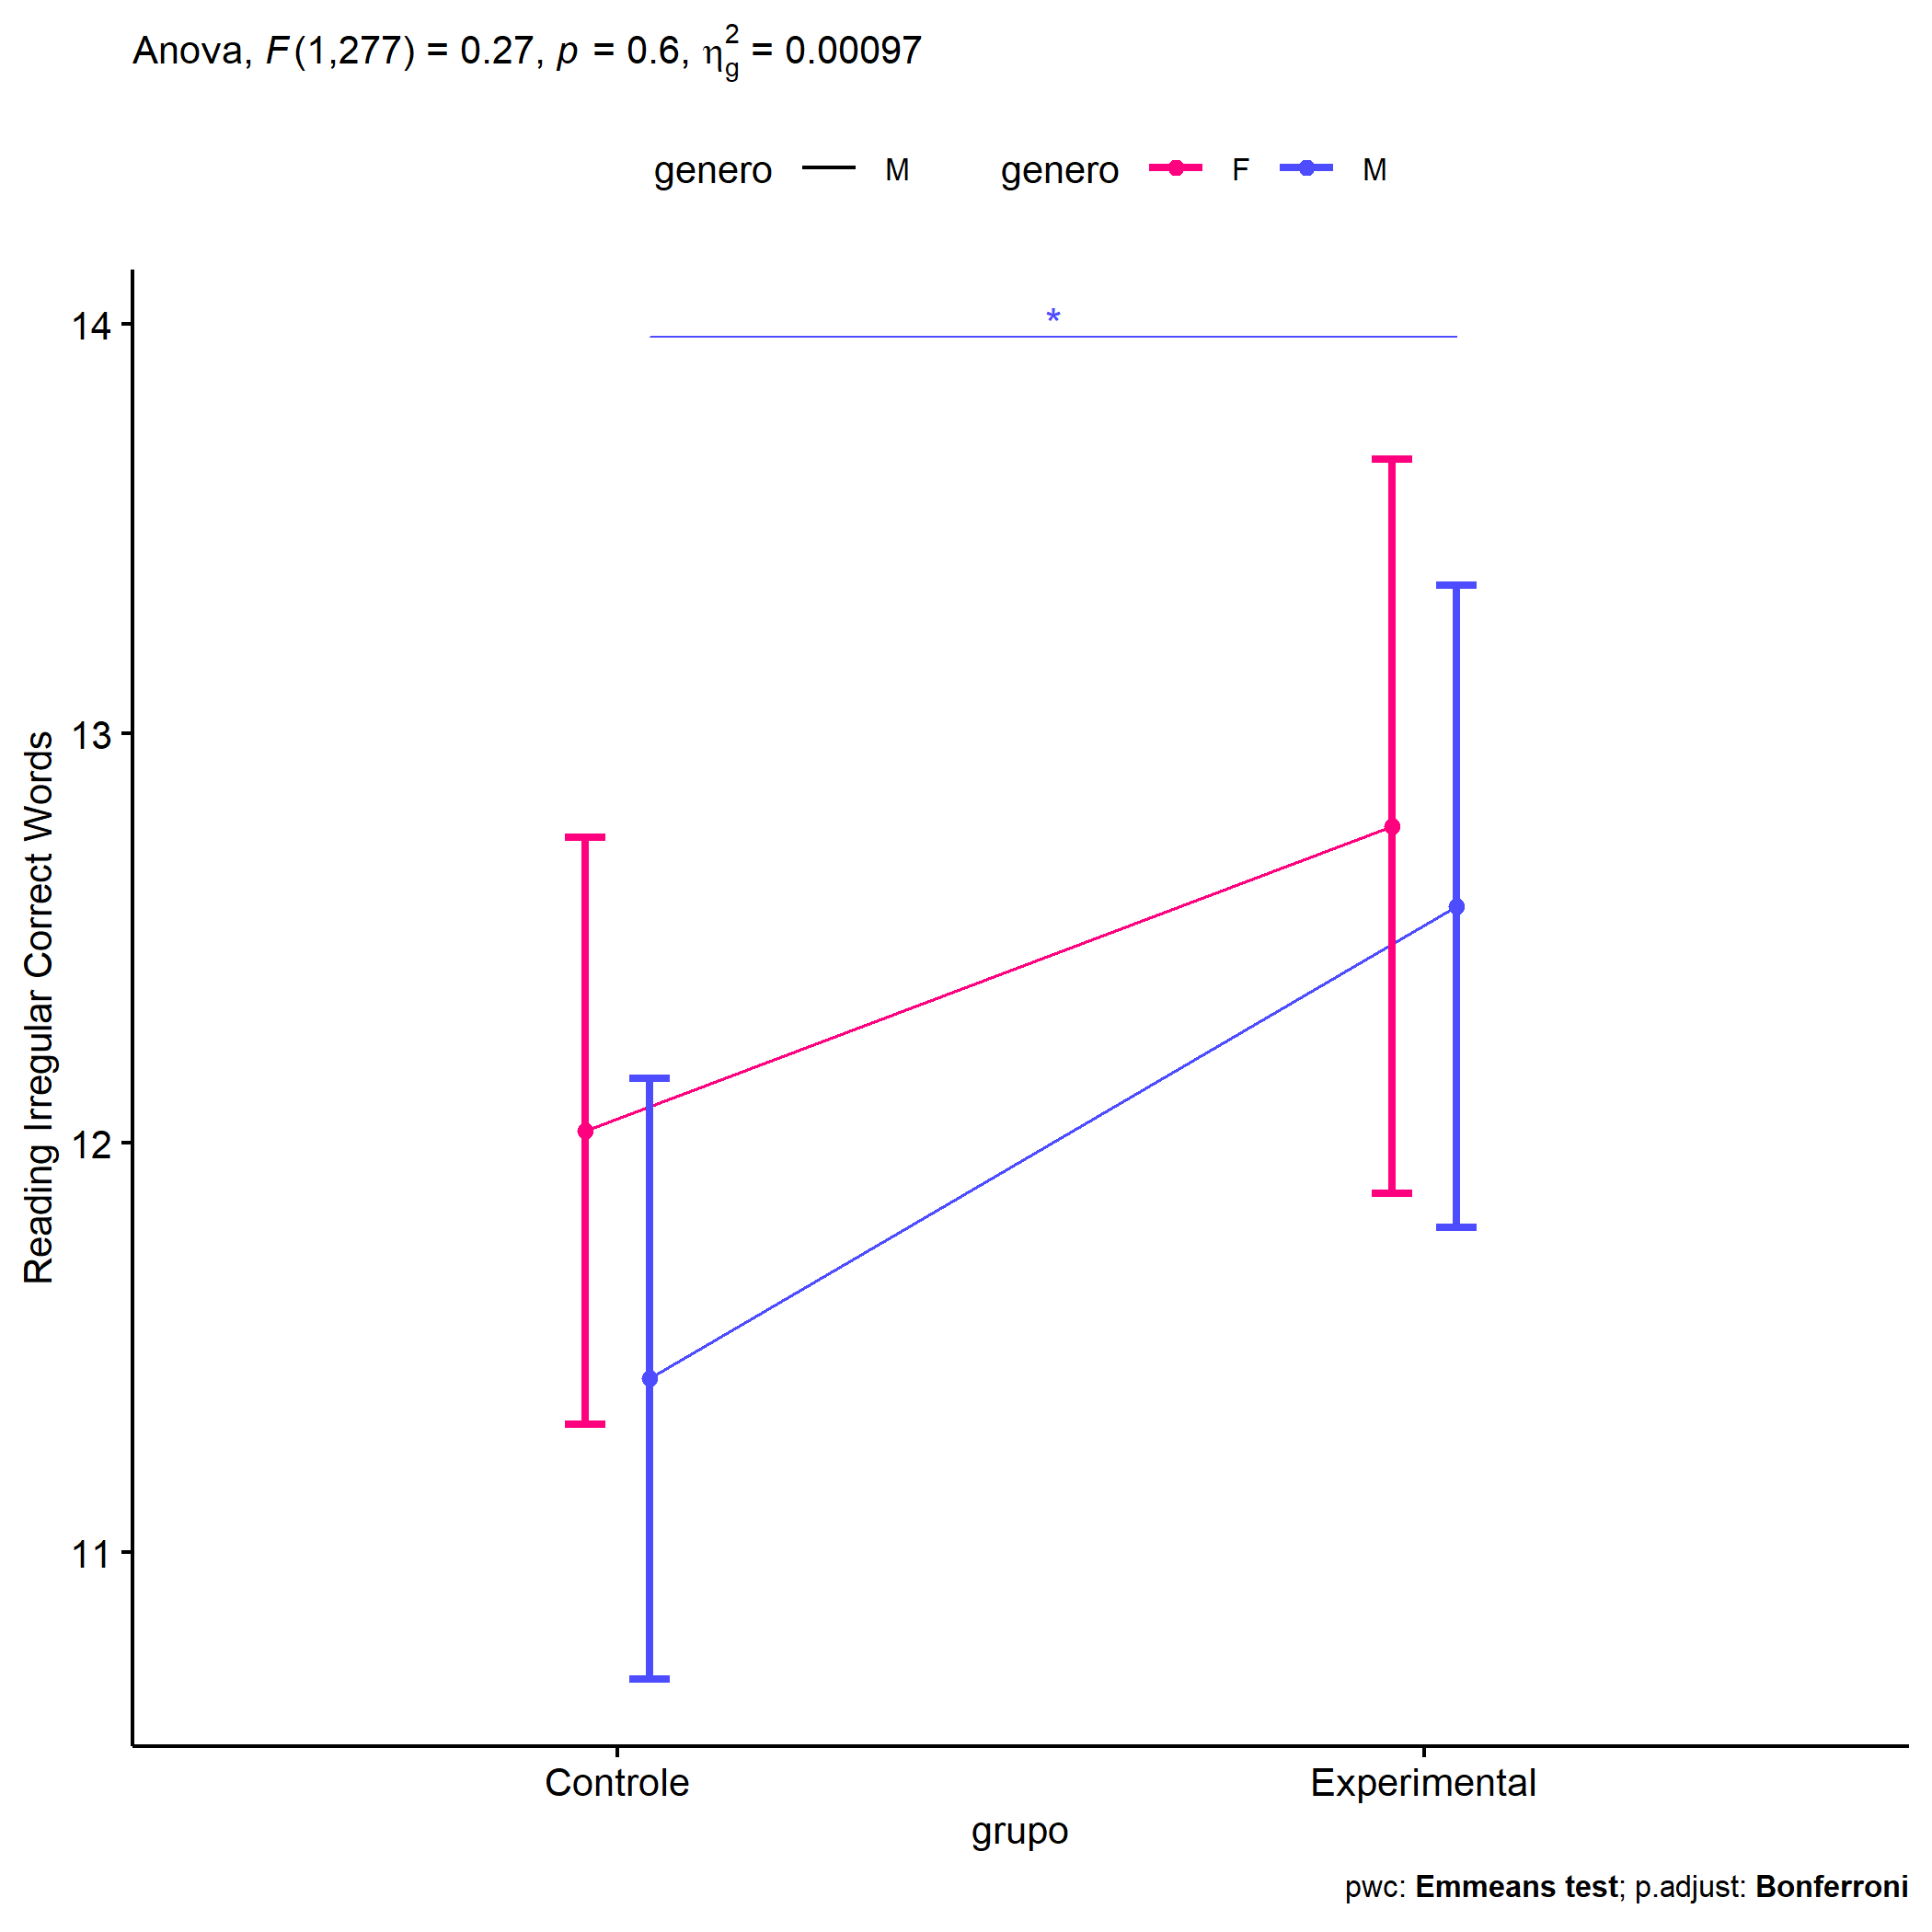 Anova, F(1,277) = 0.27, p = 0.6, η²g = 0.00097
genero M genero F M
*
14
13
12
11
Reading Irregular Correct Words
Controle Experimental
grupo
pwc: Emmeans test; p.adjust: Bonferroni